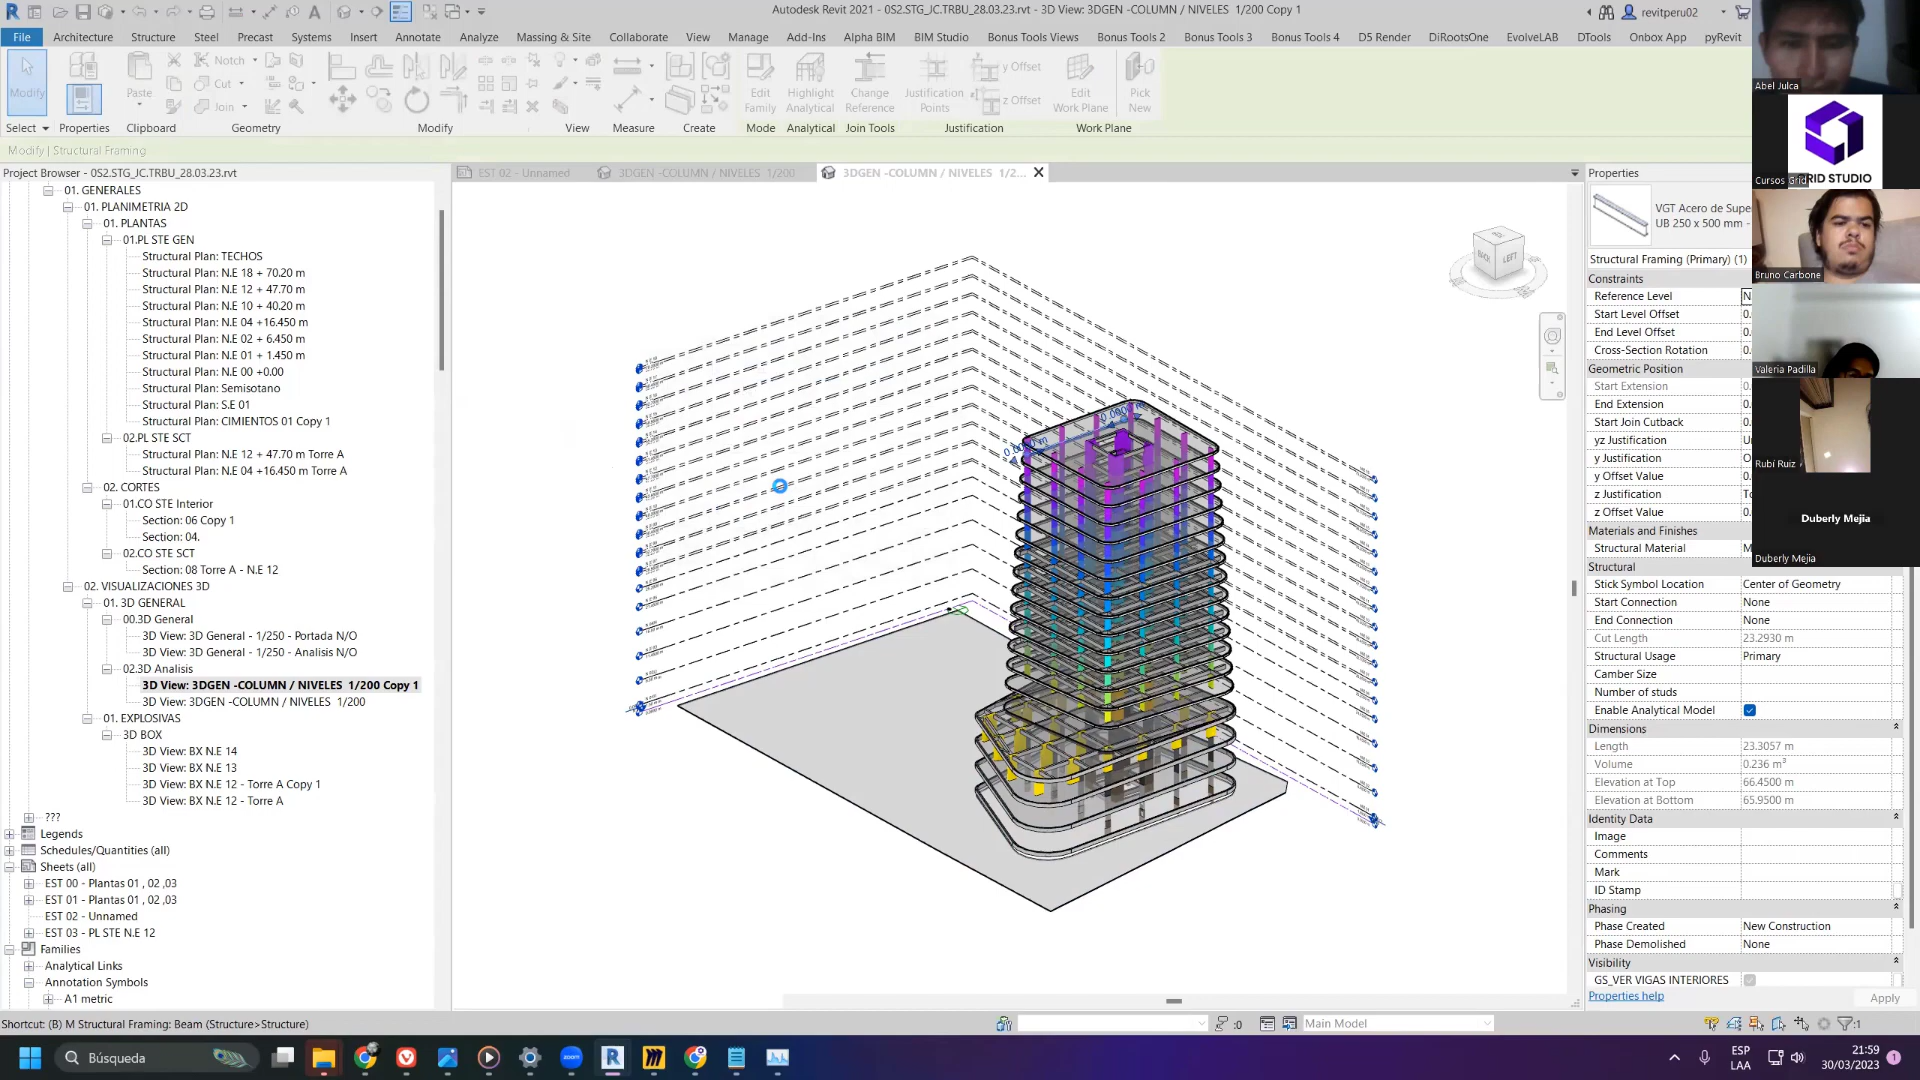 Autodesk Revit 2021 - 0S2.STG_JC.TRBU_28.03.23.rvt - 3D View: 3DGEN -COLUMN / NIVELES  1/200 Copy 1
revitperu02
File
Architecture
Structure
Steel
Precast
Systems
Insert
Annotate
Analyze
Massing & Site
Collaborate
View
Manage
Add-Ins
Alpha BIM
BIM Studio
Bonus Tools Views
Bonus Tools 2
Bonus Tools 3
Bonus Tools 4
D5 Render
DiRootsOne
EvolveLAB
DTools
Onbox App
pyRevit
Modify
Paste
Notch
Cut
Join
Edit Family
Highlight Analytical
Change Reference
Justification Points
y Offset
z Offset
Edit Work Plane
Pick New
Select
Properties
Clipboard
Geometry
Modify
View
Measure
Create
Mode
Analytical
Join Tools
Justification
Work Plane
Modify | Structural Framing
Project Browser - 0S2.STG_JC.TRBU_28.03.23.rvt
01. GENERALES
01. PLANIMETRIA 2D
01. PLANTAS
01.PL STE GEN
Structural Plan: TECHOS
Structural Plan: N.E 18 + 70.20 m
Structural Plan: N.E 12 + 47.70 m
Structural Plan: N.E 10 + 40.20 m
Structural Plan: N.E 04 +16.450 m
Structural Plan: N.E 02 + 6.450 m
Structural Plan: N.E 01 + 1.450 m
Structural Plan: N.E 00 +0.00
Structural Plan: Semisotano
Structural Plan: S.E 01
Structural Plan: CIMIENTOS 01 Copy 1
02.PL STE SCT
Structural Plan: N.E 12 + 47.70 m Torre A
Structural Plan: N.E 04 +16.450 m Torre A
02. CORTES
01.CO STE Interior
Section: 06 Copy 1
Section: 04.
02.CO STE SCT
Section: 08 Torre A - N.E 12
02. VISUALIZACIONES 3D
01. 3D GENERAL
00.3D General
3D View: 3D General - 1/250 - Portada N/O
3D View: 3D General - 1/250 - Analisis N/O
02.3D Analisis
3D View: 3DGEN -COLUMN / NIVELES  1/200 Copy 1
3D View: 3DGEN -COLUMN / NIVELES  1/200
01. EXPLOSIVAS
3D BOX
3D View: BX N.E 14
3D View: BX N.E 13
3D View: BX N.E 12 - Torre A Copy 1
3D View: BX N.E 12 - Torre A
???
Legends
Schedules/Quantities (all)
Sheets (all)
EST 00 - Plantas 01 , 02 ,03
EST 01 - Plantas 01 , 02 ,03
EST 02 - Unnamed
EST 03 - PL STE N.E 12
Families
Analytical Links
Annotation Symbols
A1 metric
EST 02 - Unnamed
3DGEN -COLUMN / NIVELES  1/200
3DGEN -COLUMN / NIVELES  1/2...
BACK
LEFT
0.0000 m
0.0000 m
Properties
VGT Acero de Supe
UB 250 x 500 mm -
Structural Framing (Primary) (1)
Constraints
Reference Level N
Start Level Offset 0.
End Level Offset 0.
Cross-Section Rotation 0.
Geometric Position
Start Extension 0.
End Extension 0.
Start Join Cutback 0.
yz Justification Ur
y Justification O
y Offset Value 0.
z Justification To
z Offset Value 0.
Materials and Finishes
Structural Material M
Structural
Stick Symbol Location Center of Geometry
Start Connection None
End Connection None
Cut Length 23.2930 m
Structural Usage Primary
Camber Size
Number of studs
Enable Analytical Model
Dimensions
Length 23.3057 m
Volume 0.236 m³
Elevation at Top 66.4500 m
Elevation at Bottom 65.9500 m
Identity Data
Image
Comments
Mark
ID Stamp
Phasing
Phase Created New Construction
Phase Demolished None
Visibility
GS_VER VIGAS INTERIORES
Properties help
Apply
Abel Julca
GRID STUDIO
Cursos Grid
Bruno Carbone
Valeria Padilla
Rubí Ruiz
Duberly Mejia
Duberly Mejia
Shortcut: (B) M Structural Framing: Beam (Structure>Structure)
:0
Main Model
:1
Búsqueda
ESP
LAA
21:59
30/03/2023
1